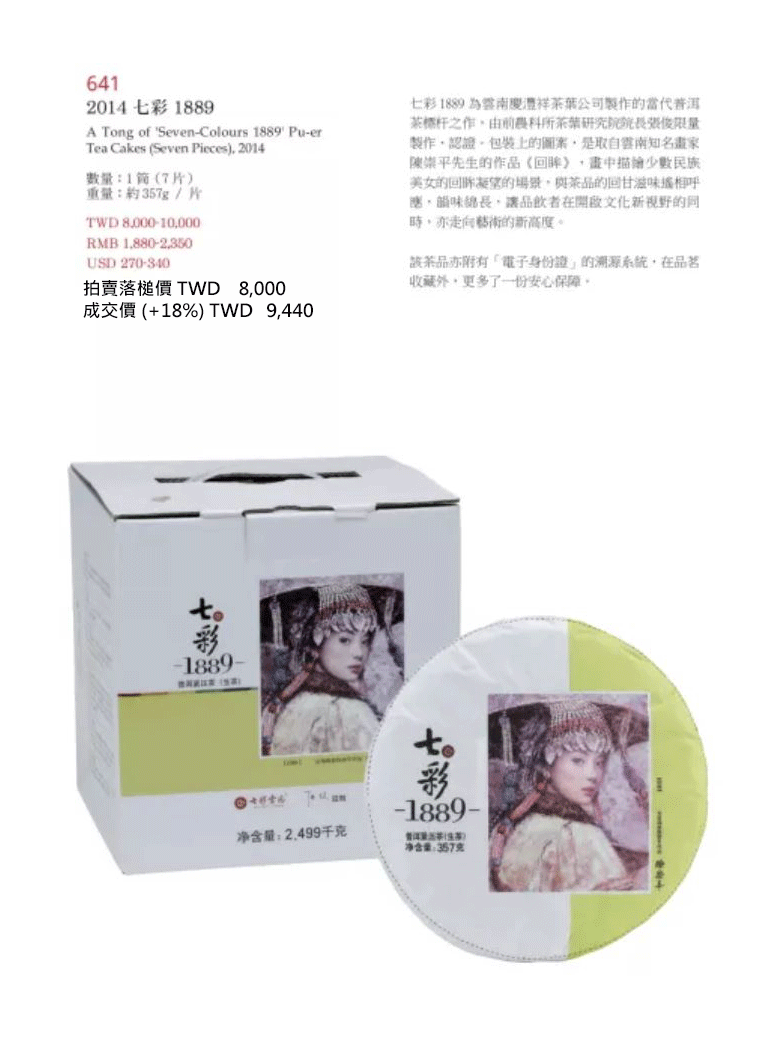 641
2014 七彩 1889
A Tong of 'Seven-Colours 1889' Pu-er
Tea Cakes (Seven Pieces), 2014
數量：1 筒（7 片）
重量：約 357g / 片
TWD 8,000-10,000
RMB 1,880-2,350
USD 270-340
拍賣落槌價 TWD 8,000
成交價 (+18%) TWD 9,440
七彩 1889 為雲南慶灃祥茶葉公司製作的當代普洱
茶標杆之作，由前農科所茶葉研究院院長張俊限量
製作、認證。包裝上的圖素，是取自雲南知名畫家
陳崇平先生的作品《回眸》，畫中描繪少數民族
美女的回眸凝望的場景，與茶品的回甘滋味遙相呼
應，韻味綿長，讓品飲者在開啟文化新視野的同
時，亦走向藝術的新高度。
該茶品亦附有「電子身份證」的溯源系統，在品茗
收藏外，更多了一份安心保障。
七彩
-1889-
普洱茶（生茶）
净含量：2,499千克
七彩
-1889-
(生茶)
净含量：357克